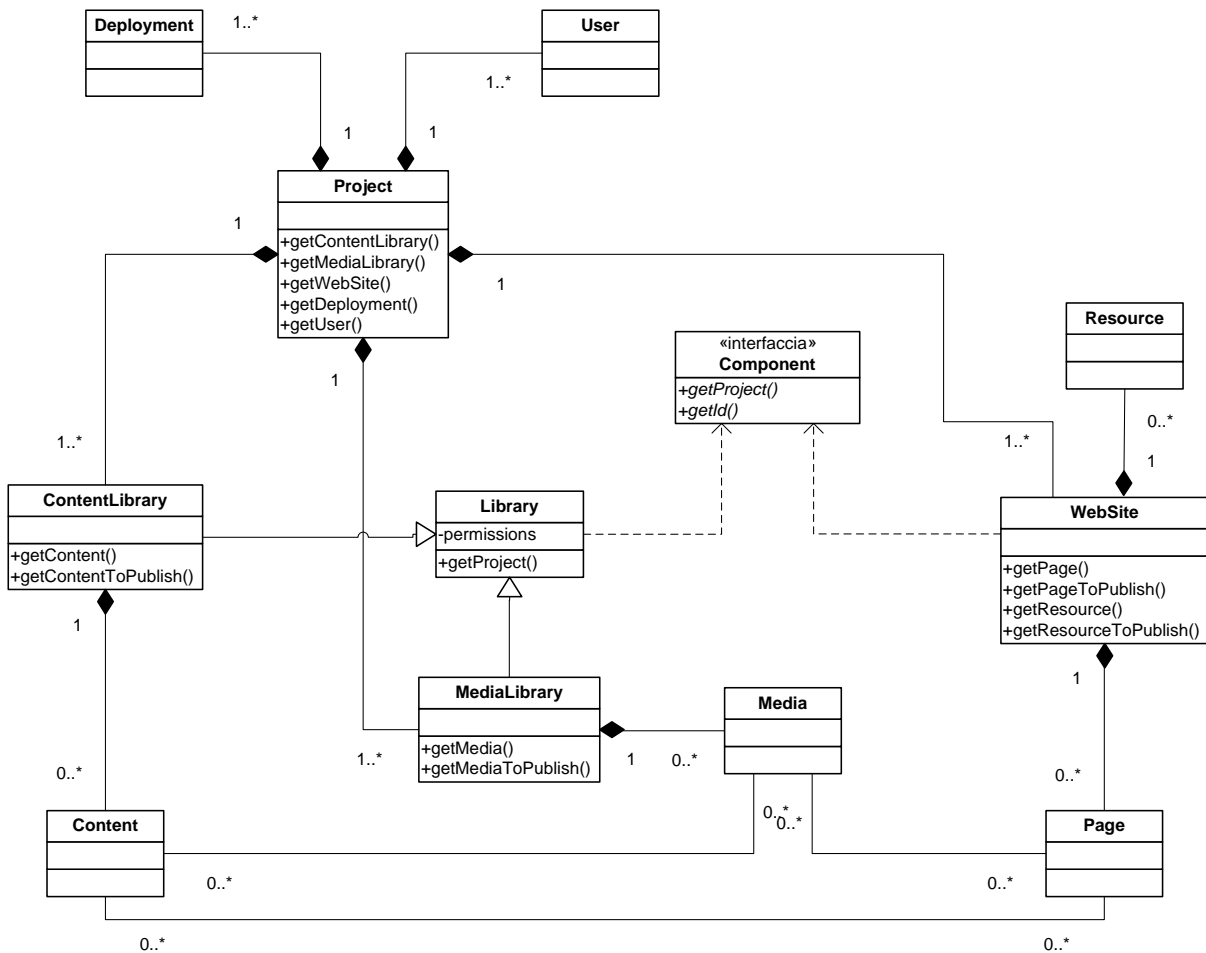 Deployment
1..*
User
1..*
1
1
Project
+getContentLibrary()
+getMediaLibrary()
+getWebSite()
+getDeployment()
+getUser()
1
1
1
«interfaccia»
Component
+getProject()
+getId()
Resource
0..*
1
1..*
1..*
ContentLibrary
+getContent()
+getContentToPublish()
1
Library
-permissions
+getProject()
WebSite
+getPage()
+getPageToPublish()
+getResource()
+getResourceToPublish()
1
MediaLibrary
+getMedia()
+getMediaToPublish()
1..*
1
Media
0..*
0..*
0..*
Content
0..*
0..*
0..*
Page
0..*
0..*
0..*